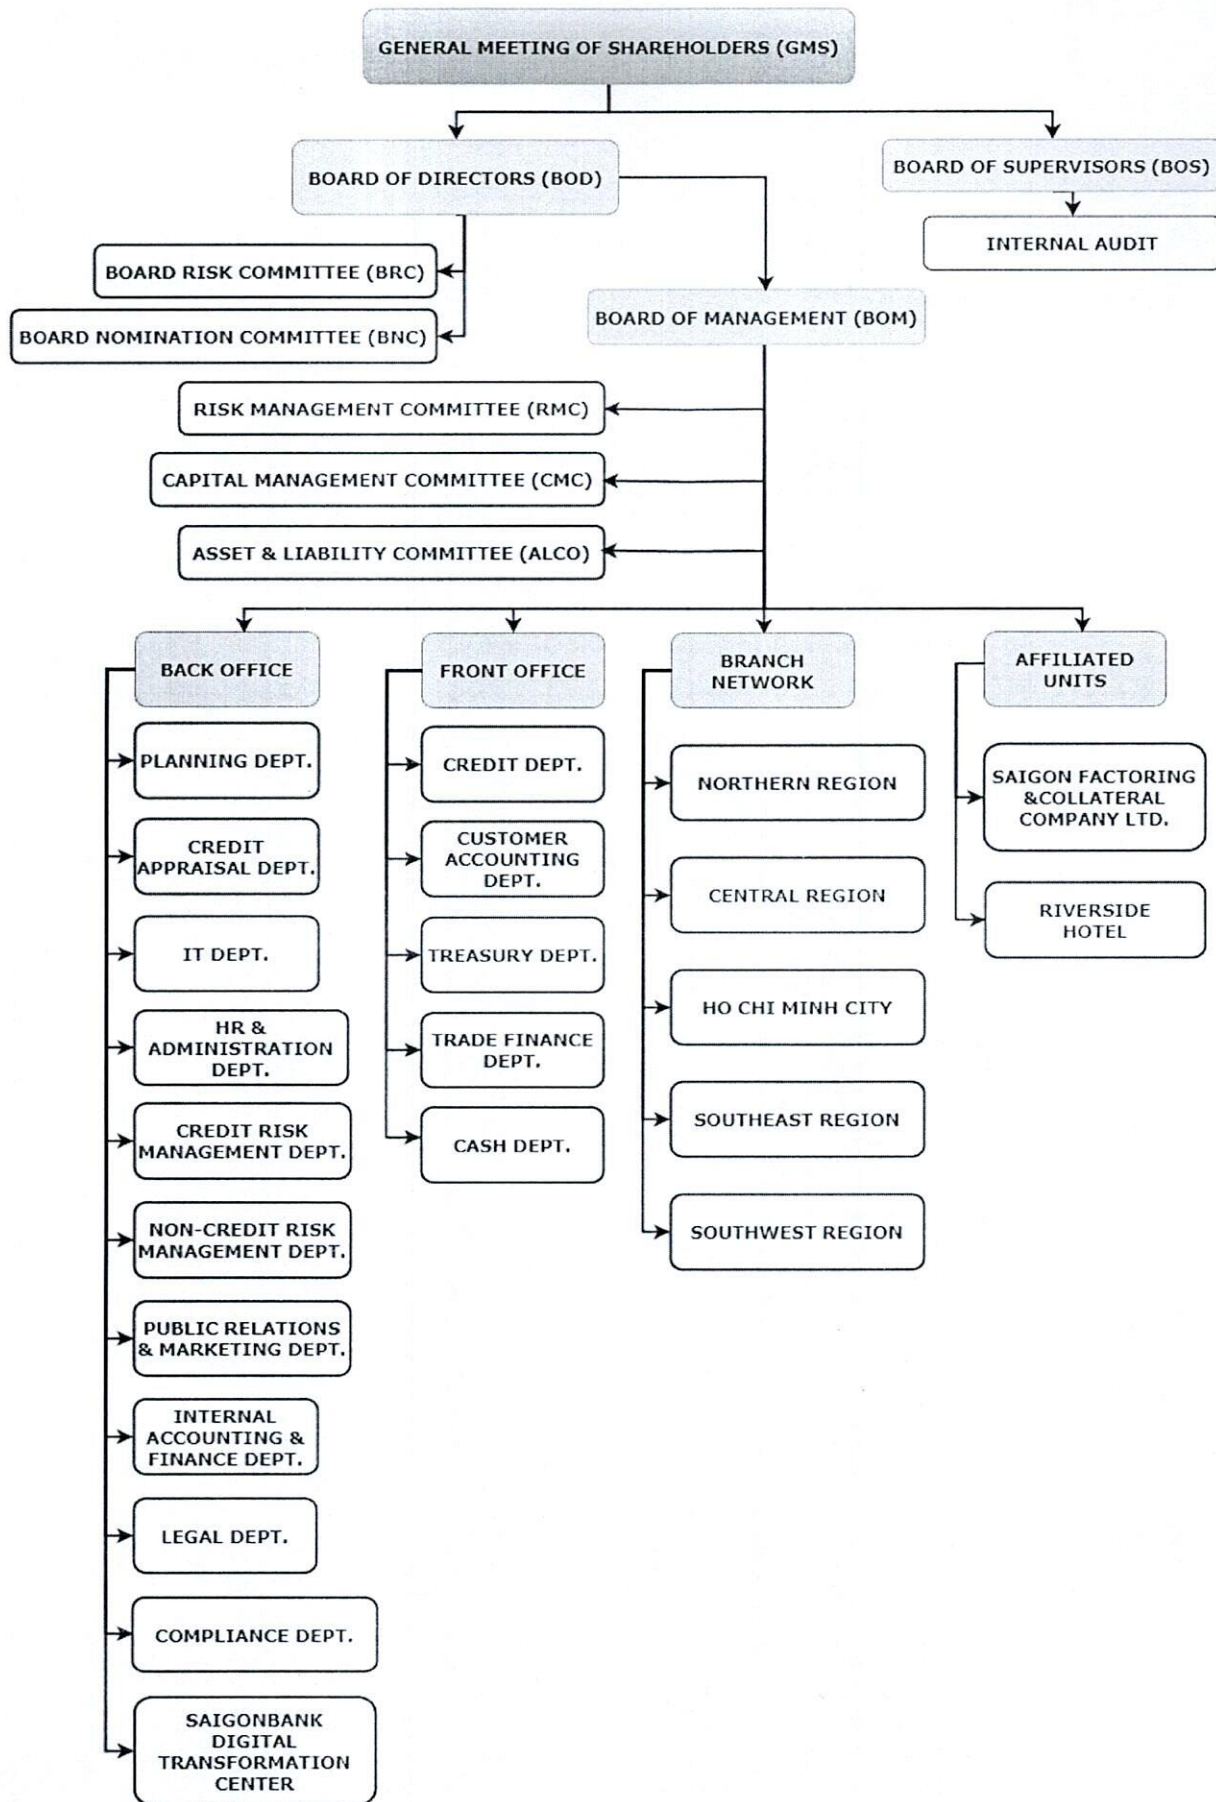 GENERAL MEETING OF SHAREHOLDERS (GMS)
BOARD OF DIRECTORS (BOD)
BOARD OF SUPERVISORS (BOS)
INTERNAL AUDIT
BOARD RISK COMMITTEE (BRC)
BOARD NOMINATION COMMITTEE (BNC)
BOARD OF MANAGEMENT (BOM)
RISK MANAGEMENT COMMITTEE (RMC)
CAPITAL MANAGEMENT COMMITTEE (CMC)
ASSET & LIABILITY COMMITTEE (ALCO)
BACK OFFICE
PLANNING DEPT.
CREDIT
APPRAISAL DEPT.
IT DEPT.
HR &
ADMINISTRATION
DEPT.
CREDIT RISK
MANAGEMENT DEPT.
NON-CREDIT RISK
MANAGEMENT DEPT.
PUBLIC RELATIONS
& MARKETING DEPT.
INTERNAL
ACCOUNTING &
FINANCE DEPT.
LEGAL DEPT.
COMPLIANCE DEPT.
SAIGONBANK
DIGITAL
TRANSFORMATION
CENTER
FRONT OFFICE
CREDIT DEPT.
CUSTOMER
ACCOUNTING
DEPT.
TREASURY DEPT.
TRADE FINANCE
DEPT.
CASH DEPT.
BRANCH
NETWORK
NORTHERN REGION
CENTRAL REGION
HO CHI MINH CITY
SOUTHEAST REGION
SOUTHWEST REGION
AFFILIATED
UNITS
SAIGON FACTORING
&COLLATERAL
COMPANY LTD.
RIVERSIDE
HOTEL